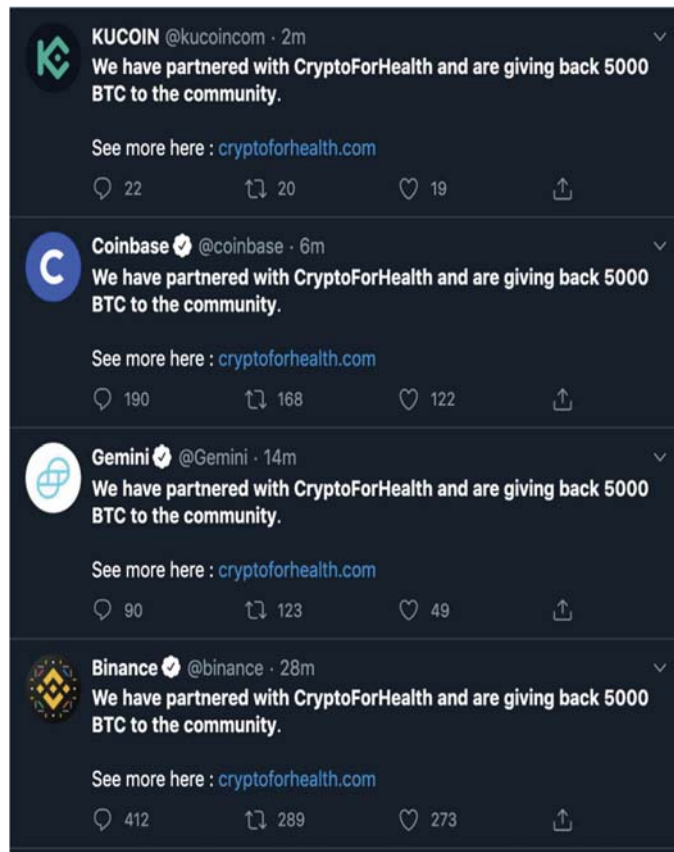 KUCOIN @kucoincom · 2m
We have partnered with CryptoForHealth and are giving back 5000
BTC to the community.
See more here : cryptoforhealth.com
22 20 19
Coinbase @coinbase · 6m
We have partnered with CryptoForHealth and are giving back 5000
BTC to the community.
See more here : cryptoforhealth.com
190 168 122
Gemini @Gemini · 14m
We have partnered with CryptoForHealth and are giving back 5000
BTC to the community.
See more here : cryptoforhealth.com
90 123 49
Binance @binance · 28m
We have partnered with CryptoForHealth and are giving back 5000
BTC to the community.
See more here : cryptoforhealth.com
412 289 273